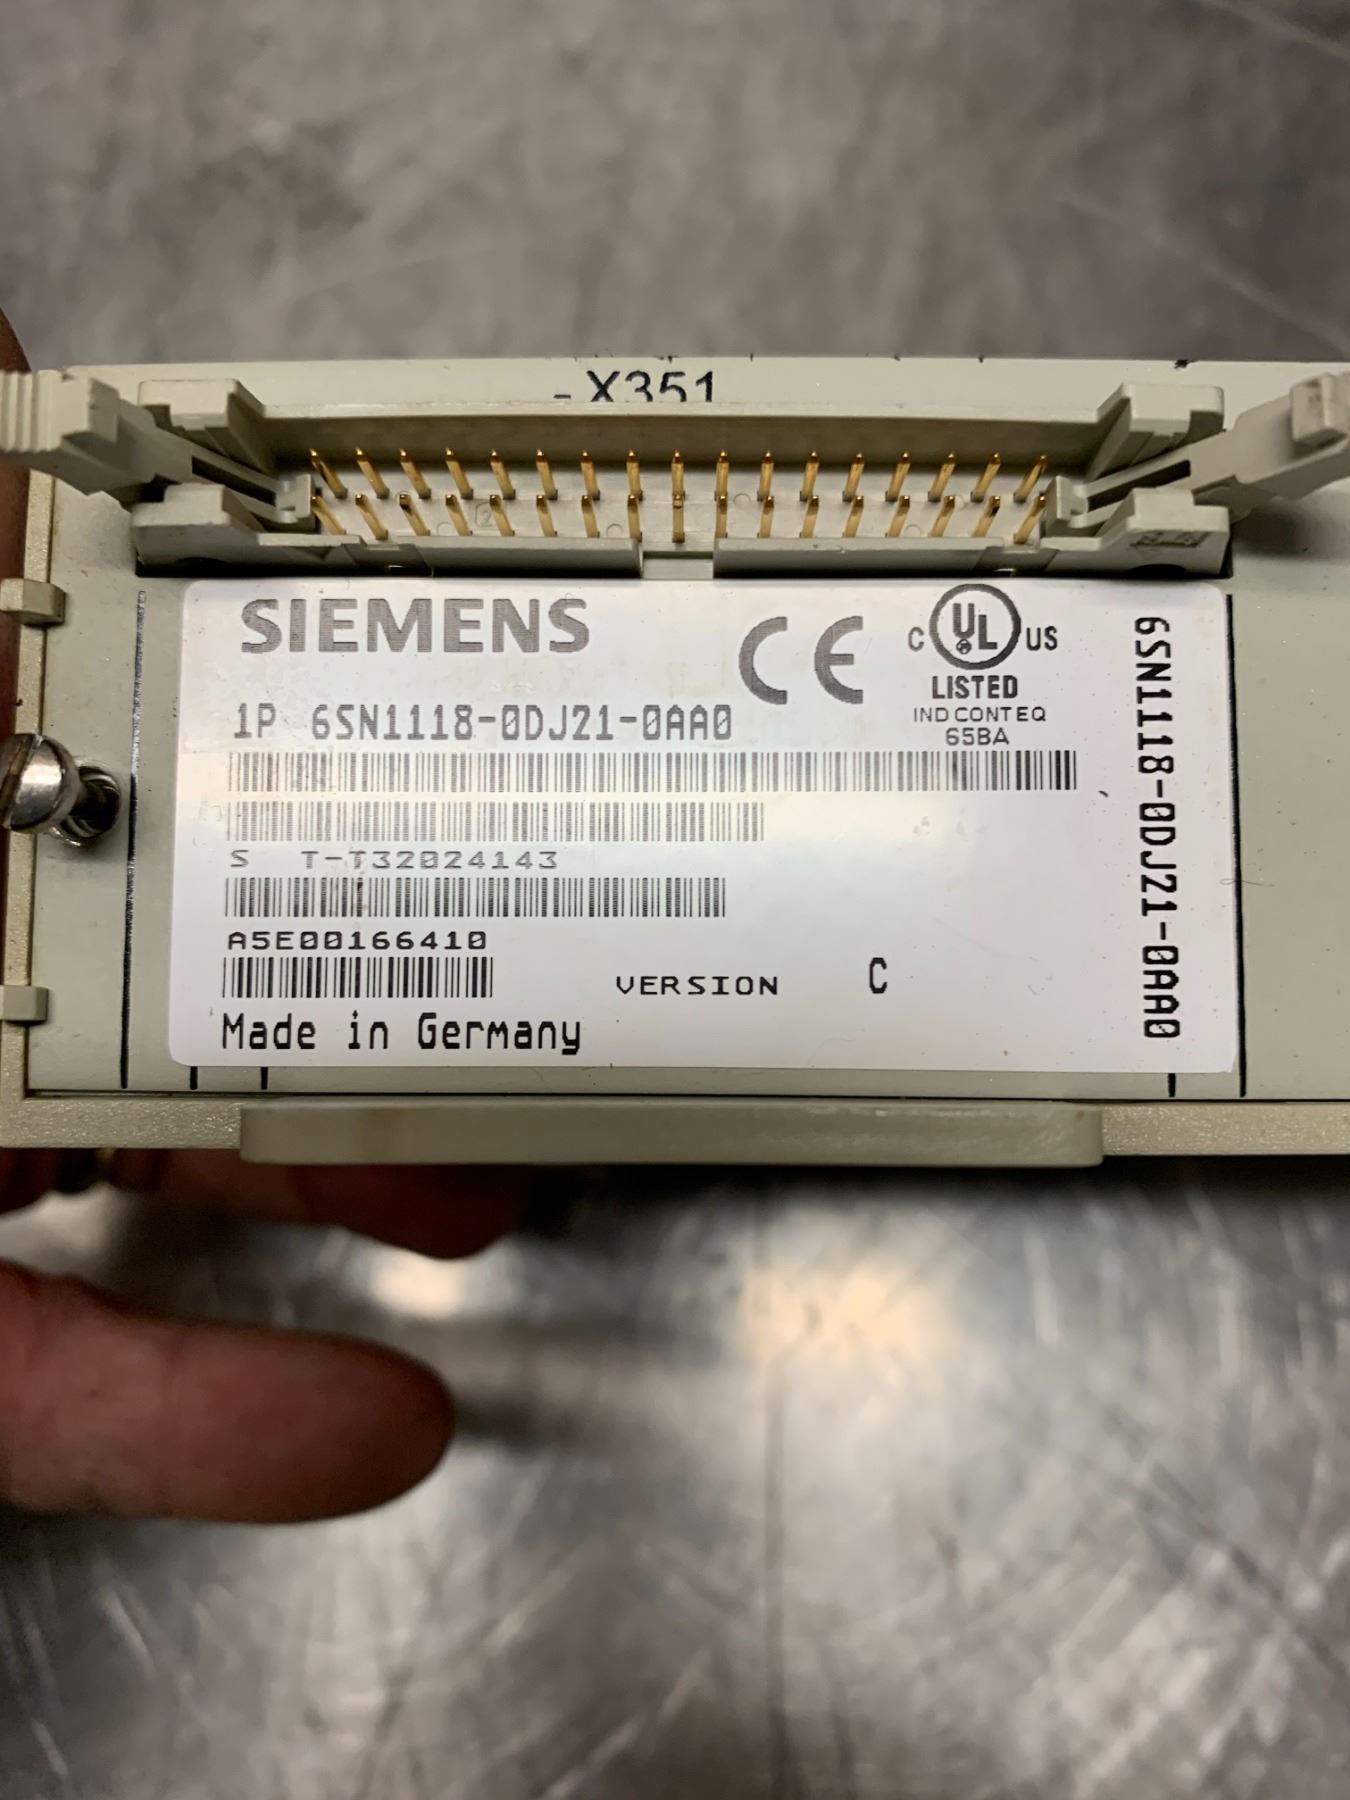 -X351
SIEMENS
CE
C UL US
LISTED
IND CONT EQ
65BA
1P 6SN1118-0DJ21-0AA0
S T-T32024143
A5E00166410
VERSION C
Made in Germany
6SN1118-0DJ21-0AA0